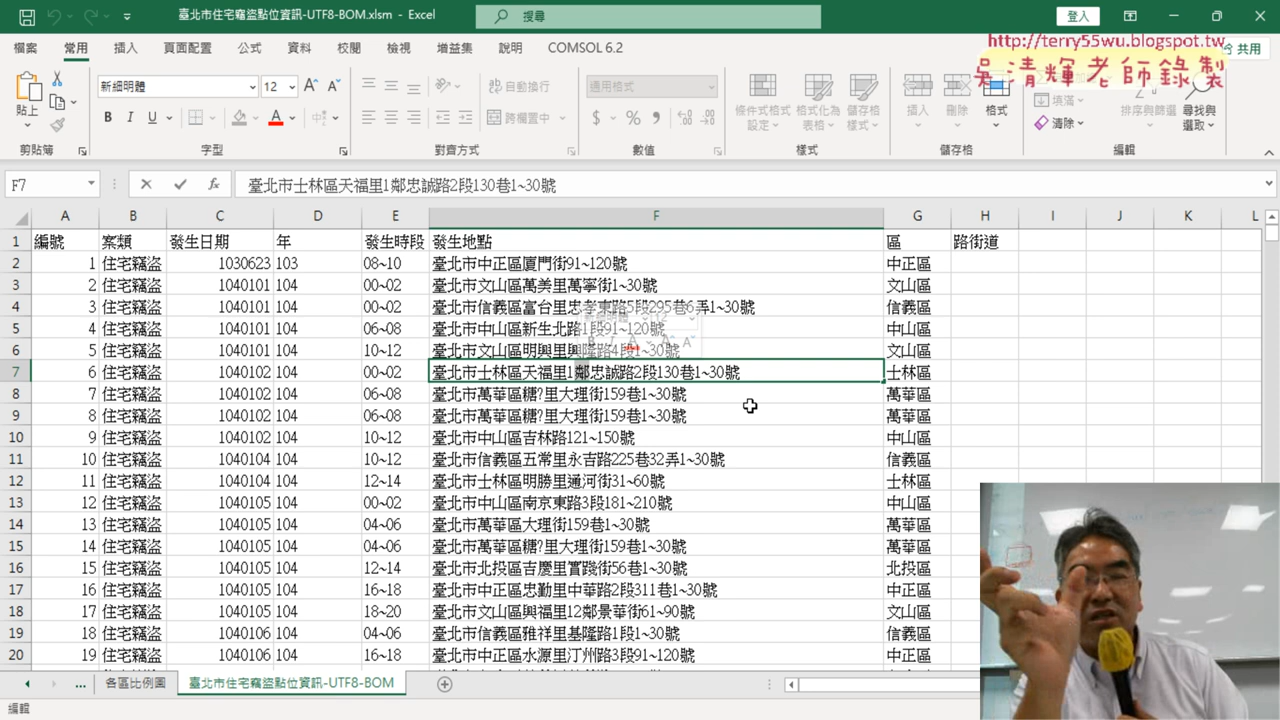 臺北市住宅竊盜點位資訊-UTF8-BOM.xlsm - Excel
搜尋
登入
檔案 常用 插入 頁面配置 公式 資料 校閱 檢視 增益集 說明 COMSOL 6.2
共用
http://terry55wu.blogspot.tw
吳清輝老師錄製
貼上
新細明體 12
B I U A
自動換行
跨欄置中
通用格式
$ % 9
條件式格式設定
格式化為表格
儲存格樣式
插入 刪除 格式
填滿
清除
排序與篩選
尋找與選取
剪貼簿 字型 對齊方式 數值 樣式 儲存格 編輯
F7
fx
臺北市士林區天福里1鄰忠誠路2段130巷1~30號
A B C D E F G H I J K L
1 編號 案類 發生日期 年 發生時段 發生地點 區 路街道
2 1 住宅竊盜 1030623 103 08~10 臺北市中正區廈門街91~120號 中正區
3 2 住宅竊盜 1040101 104 00~02 臺北市文山區萬美里萬寧街1~30號 文山區
4 3 住宅竊盜 1040101 104 00~02 臺北市信義區富台里忠孝東路5段295巷6弄1~30號 信義區
5 4 住宅竊盜 1040101 104 06~08 臺北市中山區新生北路1段91~120號 中山區
6 5 住宅竊盜 1040101 104 10~12 臺北市文山區明興里興隆路4段1~30號 文山區
7 6 住宅竊盜 1040102 104 00~02 臺北市士林區天福里1鄰忠誠路2段130巷1~30號 士林區
8 7 住宅竊盜 1040102 104 06~08 臺北市萬華區糖?里大理街159巷1~30號 萬華區
9 8 住宅竊盜 1040102 104 06~08 臺北市萬華區糖?里大理街159巷1~30號 萬華區
10 9 住宅竊盜 1040102 104 10~12 臺北市中山區吉林路121~150號 中山區
11 10 住宅竊盜 1040104 104 10~12 臺北市信義區五常里永吉路225巷32弄1~30號 信義區
12 11 住宅竊盜 1040104 104 12~14 臺北市士林區明勝里通河街31~60號 士林區
13 12 住宅竊盜 1040105 104 00~02 臺北市中山區南京東路3段181~210號 中山區
14 13 住宅竊盜 1040105 104 04~06 臺北市萬華區大理街159巷1~30號 萬華區
15 14 住宅竊盜 1040105 104 04~06 臺北市萬華區糖?里大理街159巷1~30號 萬華區
16 15 住宅竊盜 1040105 104 12~14 臺北市北投區吉慶里實踐街56巷1~30號 北投區
17 16 住宅竊盜 1040105 104 16~18 臺北市中正區忠勤里中華路2段311巷1~30號 中正區
18 17 住宅竊盜 1040105 104 18~20 臺北市文山區興福里12鄰景華街61~90號 文山區
19 18 住宅竊盜 1040106 104 04~06 臺北市信義區雅祥里基隆路1段1~30號 信義區
20 19 住宅竊盜 1040106 104 16~18 臺北市中正區水源里汀州路3段91~120號 中正區
... 各區比例圖 臺北市住宅竊盜點位資訊-UTF8-BOM
編輯